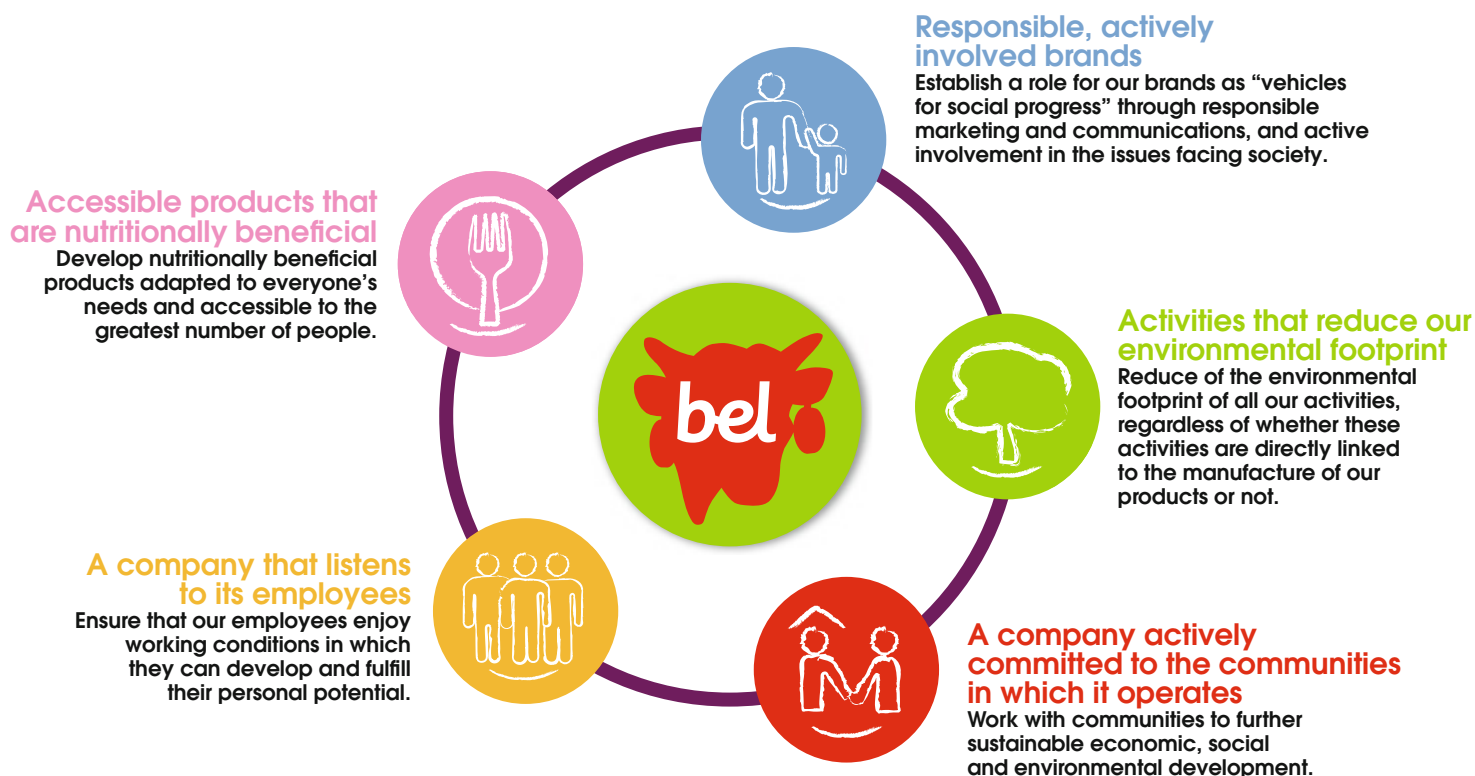 Responsible, actively
involved brands
Establish a role for our brands as “vehicles
for social progress” through responsible
marketing and communications, and active
involvement in the issues facing society.
Accessible products that
are nutritionally beneficial
Develop nutritionally beneficial
products adapted to everyone’s
needs and accessible to the
greatest number of people.
bel
Activities that reduce our
environmental footprint
Reduce of the environmental
footprint of all our activities,
regardless of whether these
activities are directly linked
to the manufacture of our
products or not.
A company that listens
to its employees
Ensure that our employees enjoy
working conditions in which
they can develop and fulfill
their personal potential.
A company actively
committed to the communities
in which it operates
Work with communities to further
sustainable economic, social
and environmental development.